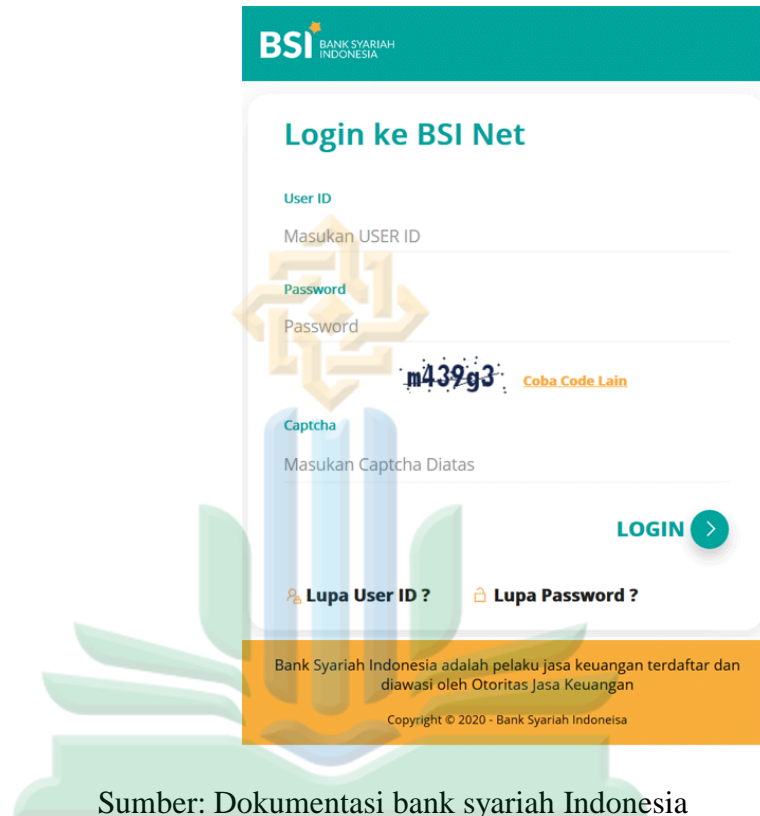 BSI BANK SYARIAH
INDONESIA
Login ke BSI Net
User ID
Masukan USER ID
Password
Password
m439g3 Coba Code Lain
Captcha
Masukan Captcha Diatas
LOGIN
Lupa User ID ? Lupa Password ?
Bank Syariah Indonesia adalah pelaku jasa keuangan terdaftar dan
diawasi oleh Otoritas Jasa Keuangan
Copyright © 2020 - Bank Syariah Indoneisa
Sumber: Dokumentasi bank syariah Indonesia